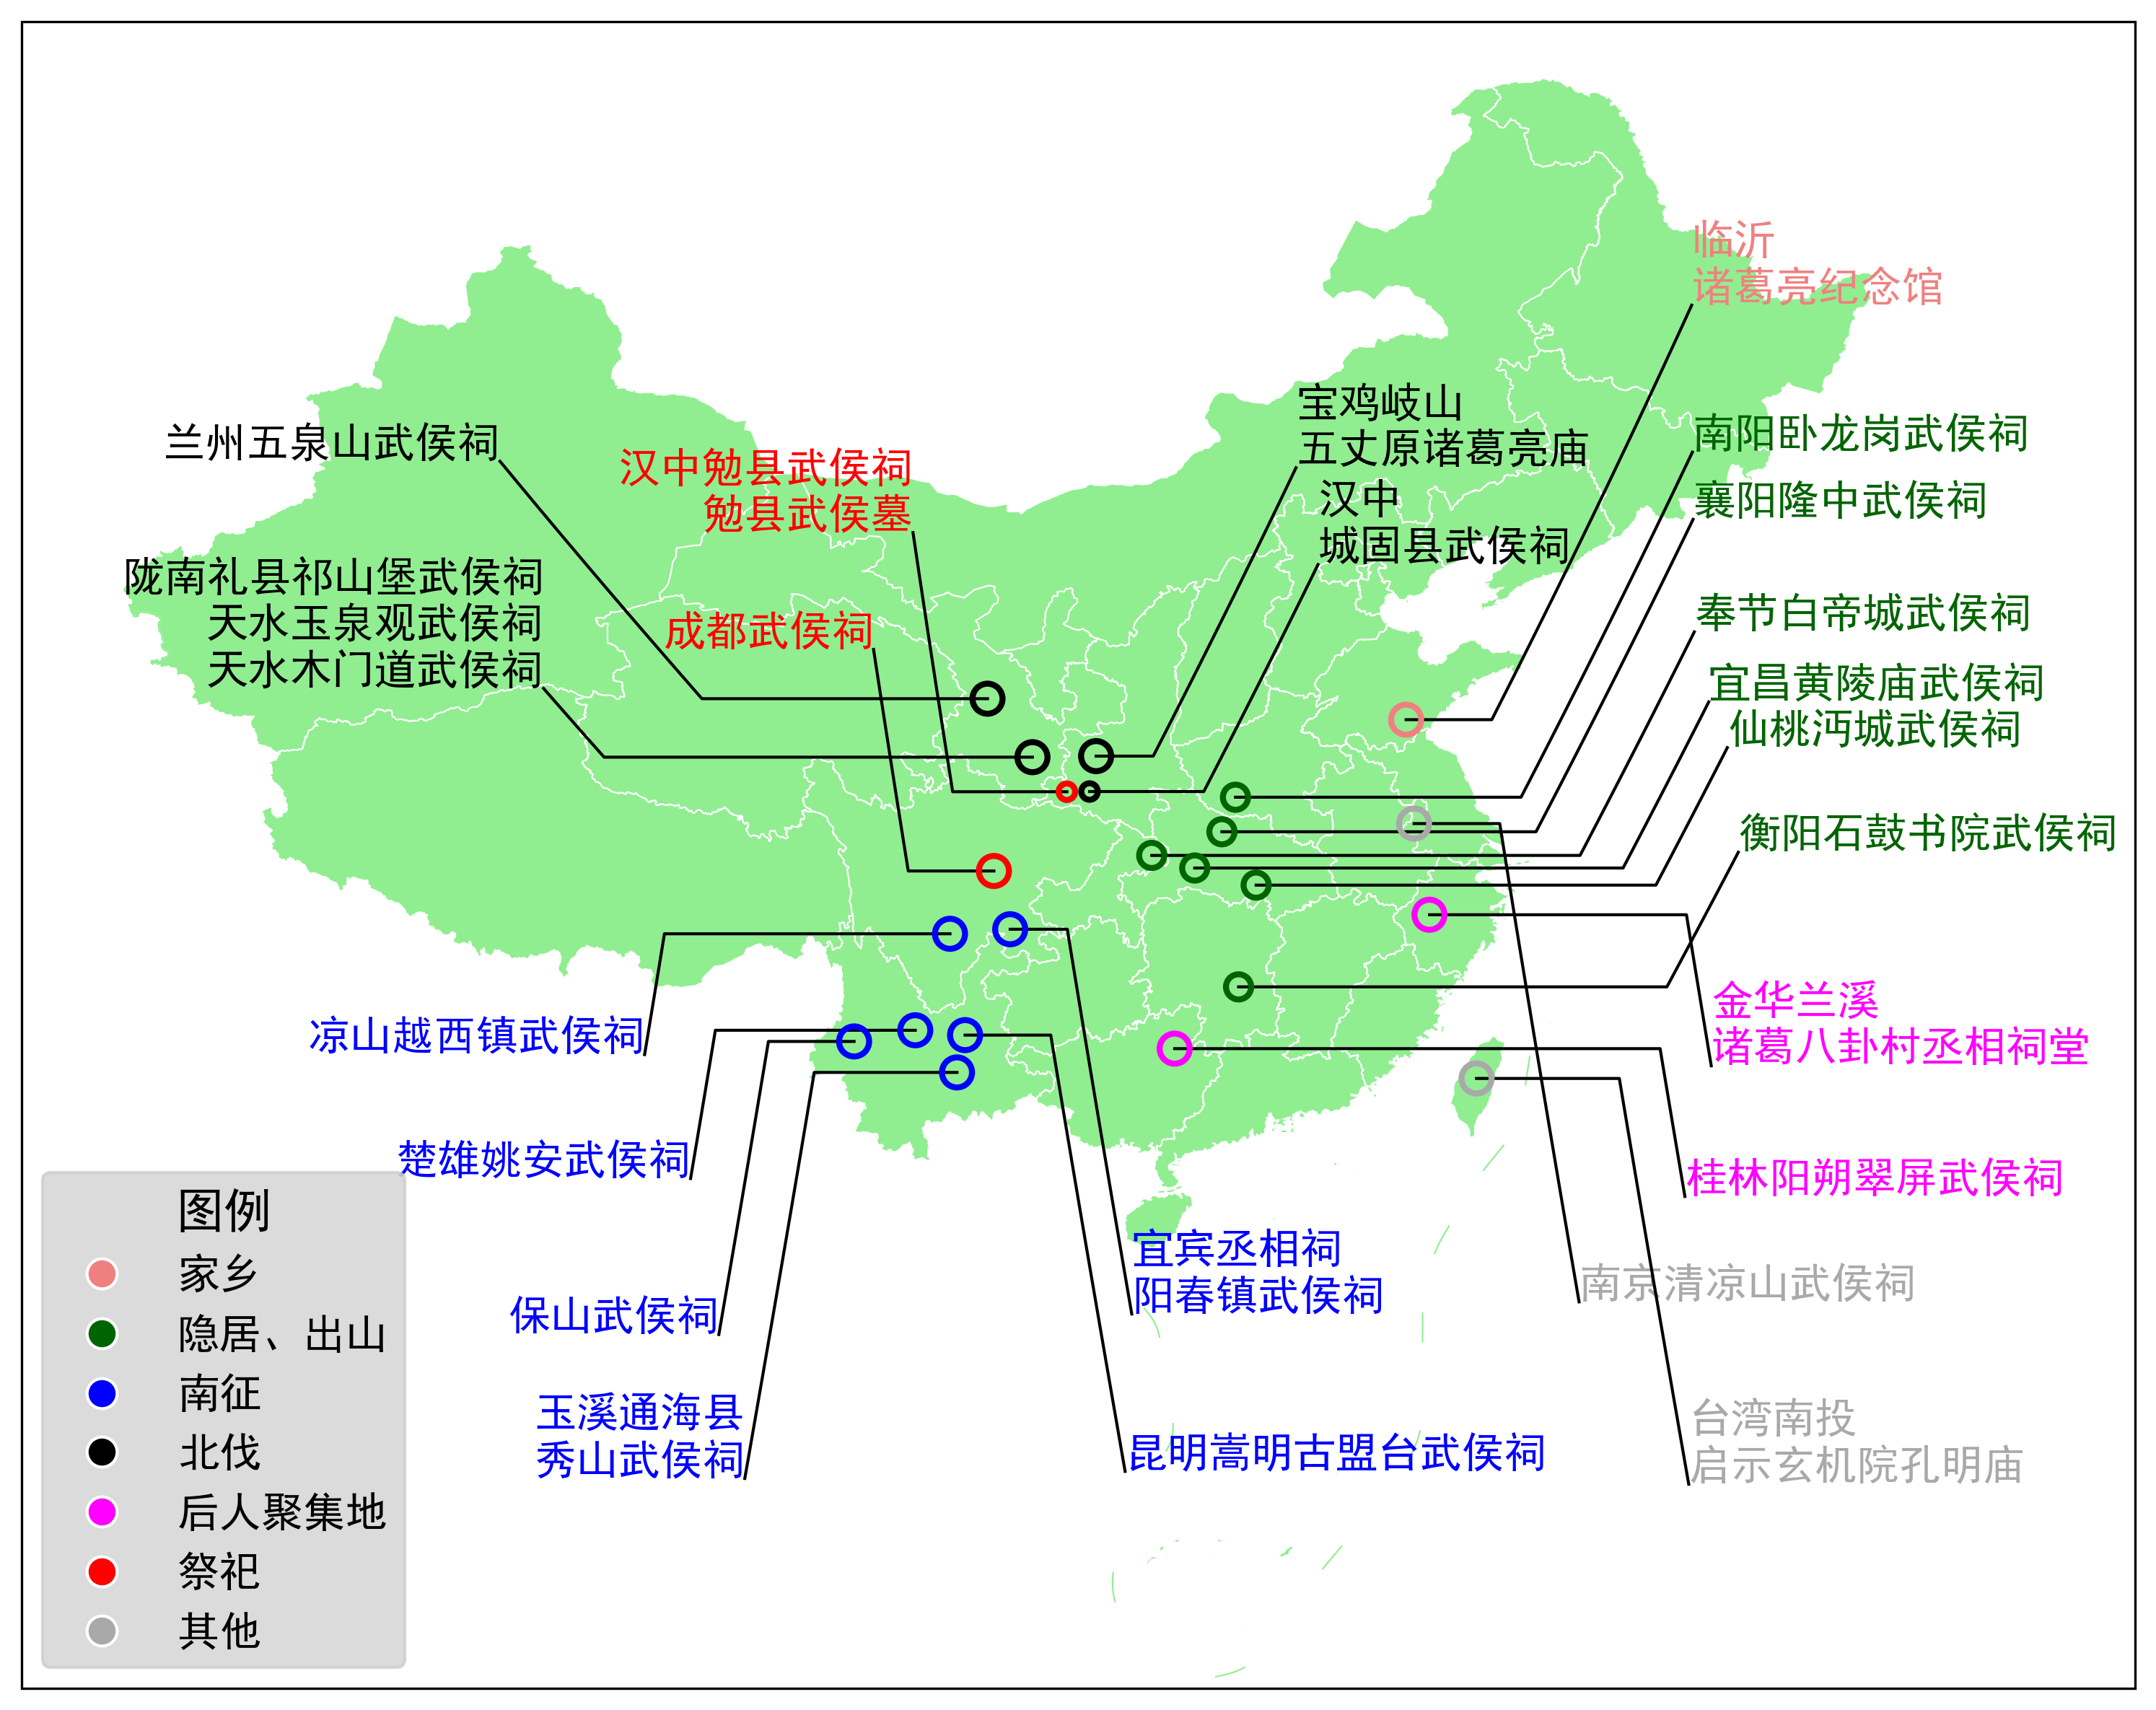 临沂
诸葛亮纪念馆
宝鸡岐山
五丈原诸葛亮庙
南阳卧龙岗武侯祠
兰州五泉山武侯祠
汉中勉县武侯祠
勉县武侯墓
汉中
城固县武侯祠
襄阳隆中武侯祠
陇南礼县祁山堡武侯祠
天水玉泉观武侯祠
天水木门道武侯祠
成都武侯祠
奉节白帝城武侯祠
宜昌黄陵庙武侯祠
仙桃沔城武侯祠
衡阳石鼓书院武侯祠
凉山越西镇武侯祠
金华兰溪
诸葛八卦村丞相祠堂
楚雄姚安武侯祠
桂林阳朔翠屏武侯祠
保山武侯祠
宜宾丞相祠
阳春镇武侯祠
南京清凉山武侯祠
玉溪通海县
秀山武侯祠
昆明嵩明古盟台武侯祠
台湾南投
启示玄机院孔明庙
图例
家乡
隐居、出山
南征
北伐
后人聚集地
祭祀
其他